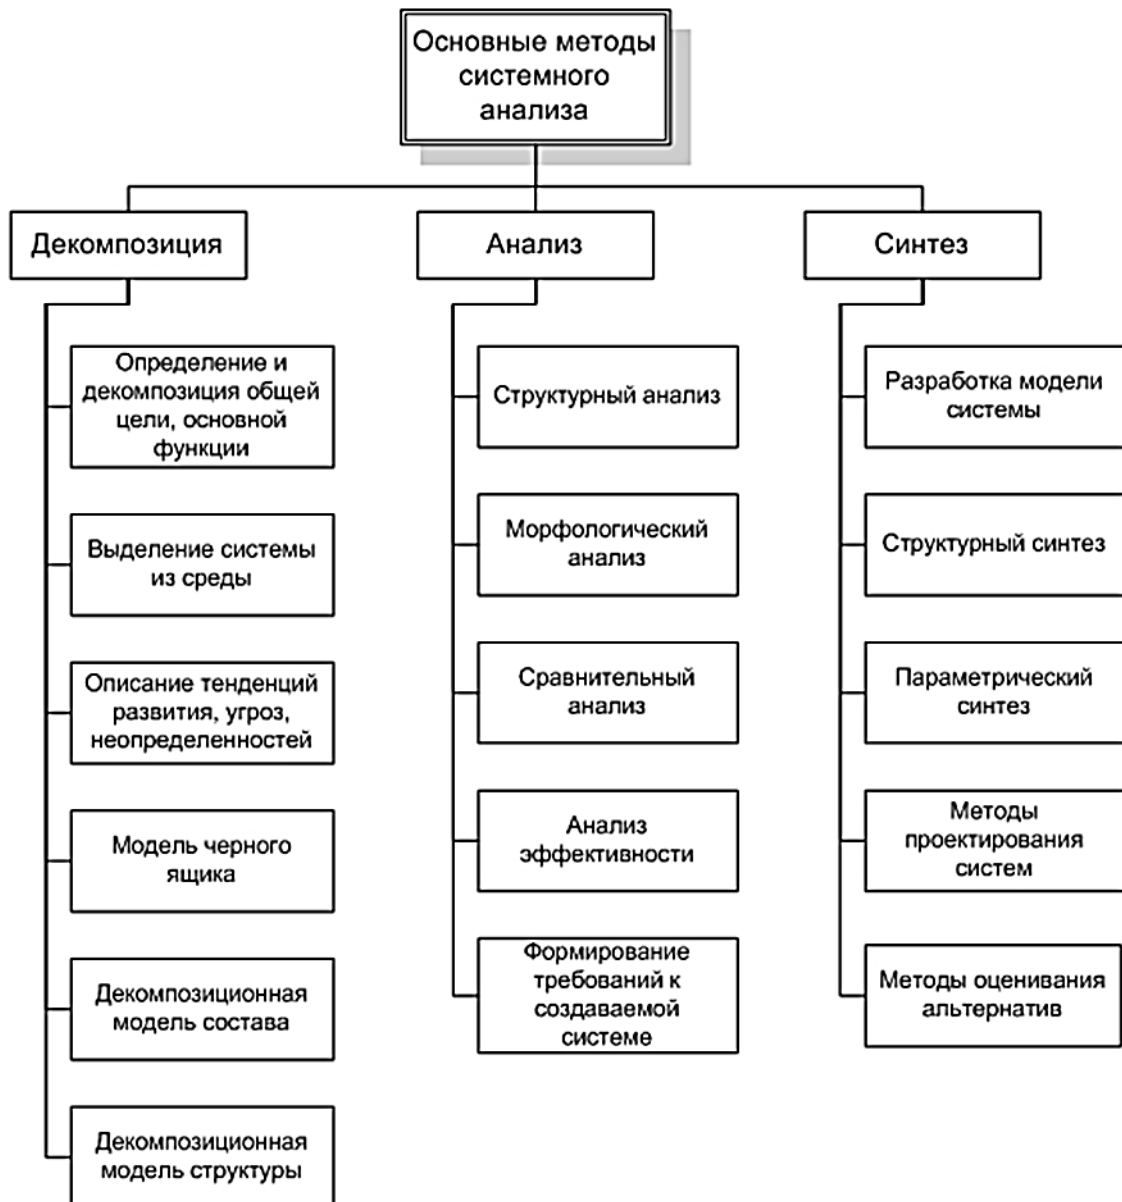 Основные методы
системного
анализа
Декомпозиция
Анализ
Синтез
Определение и
декомпозиция общей
цели, основной
функции
Выделение системы
из среды
Описание тенденций
развития, угроз,
неопределенностей
Модель черного
ящика
Декомпозиционная
модель состава
Декомпозиционная
модель структуры
Структурный анализ
Морфологический
анализ
Сравнительный
анализ
Анализ
эффективности
Формирование
требований к
создаваемой
системе
Разработка модели
системы
Структурный синтез
Параметрический
синтез
Методы
проектирования
систем
Методы оценивания
альтернатив